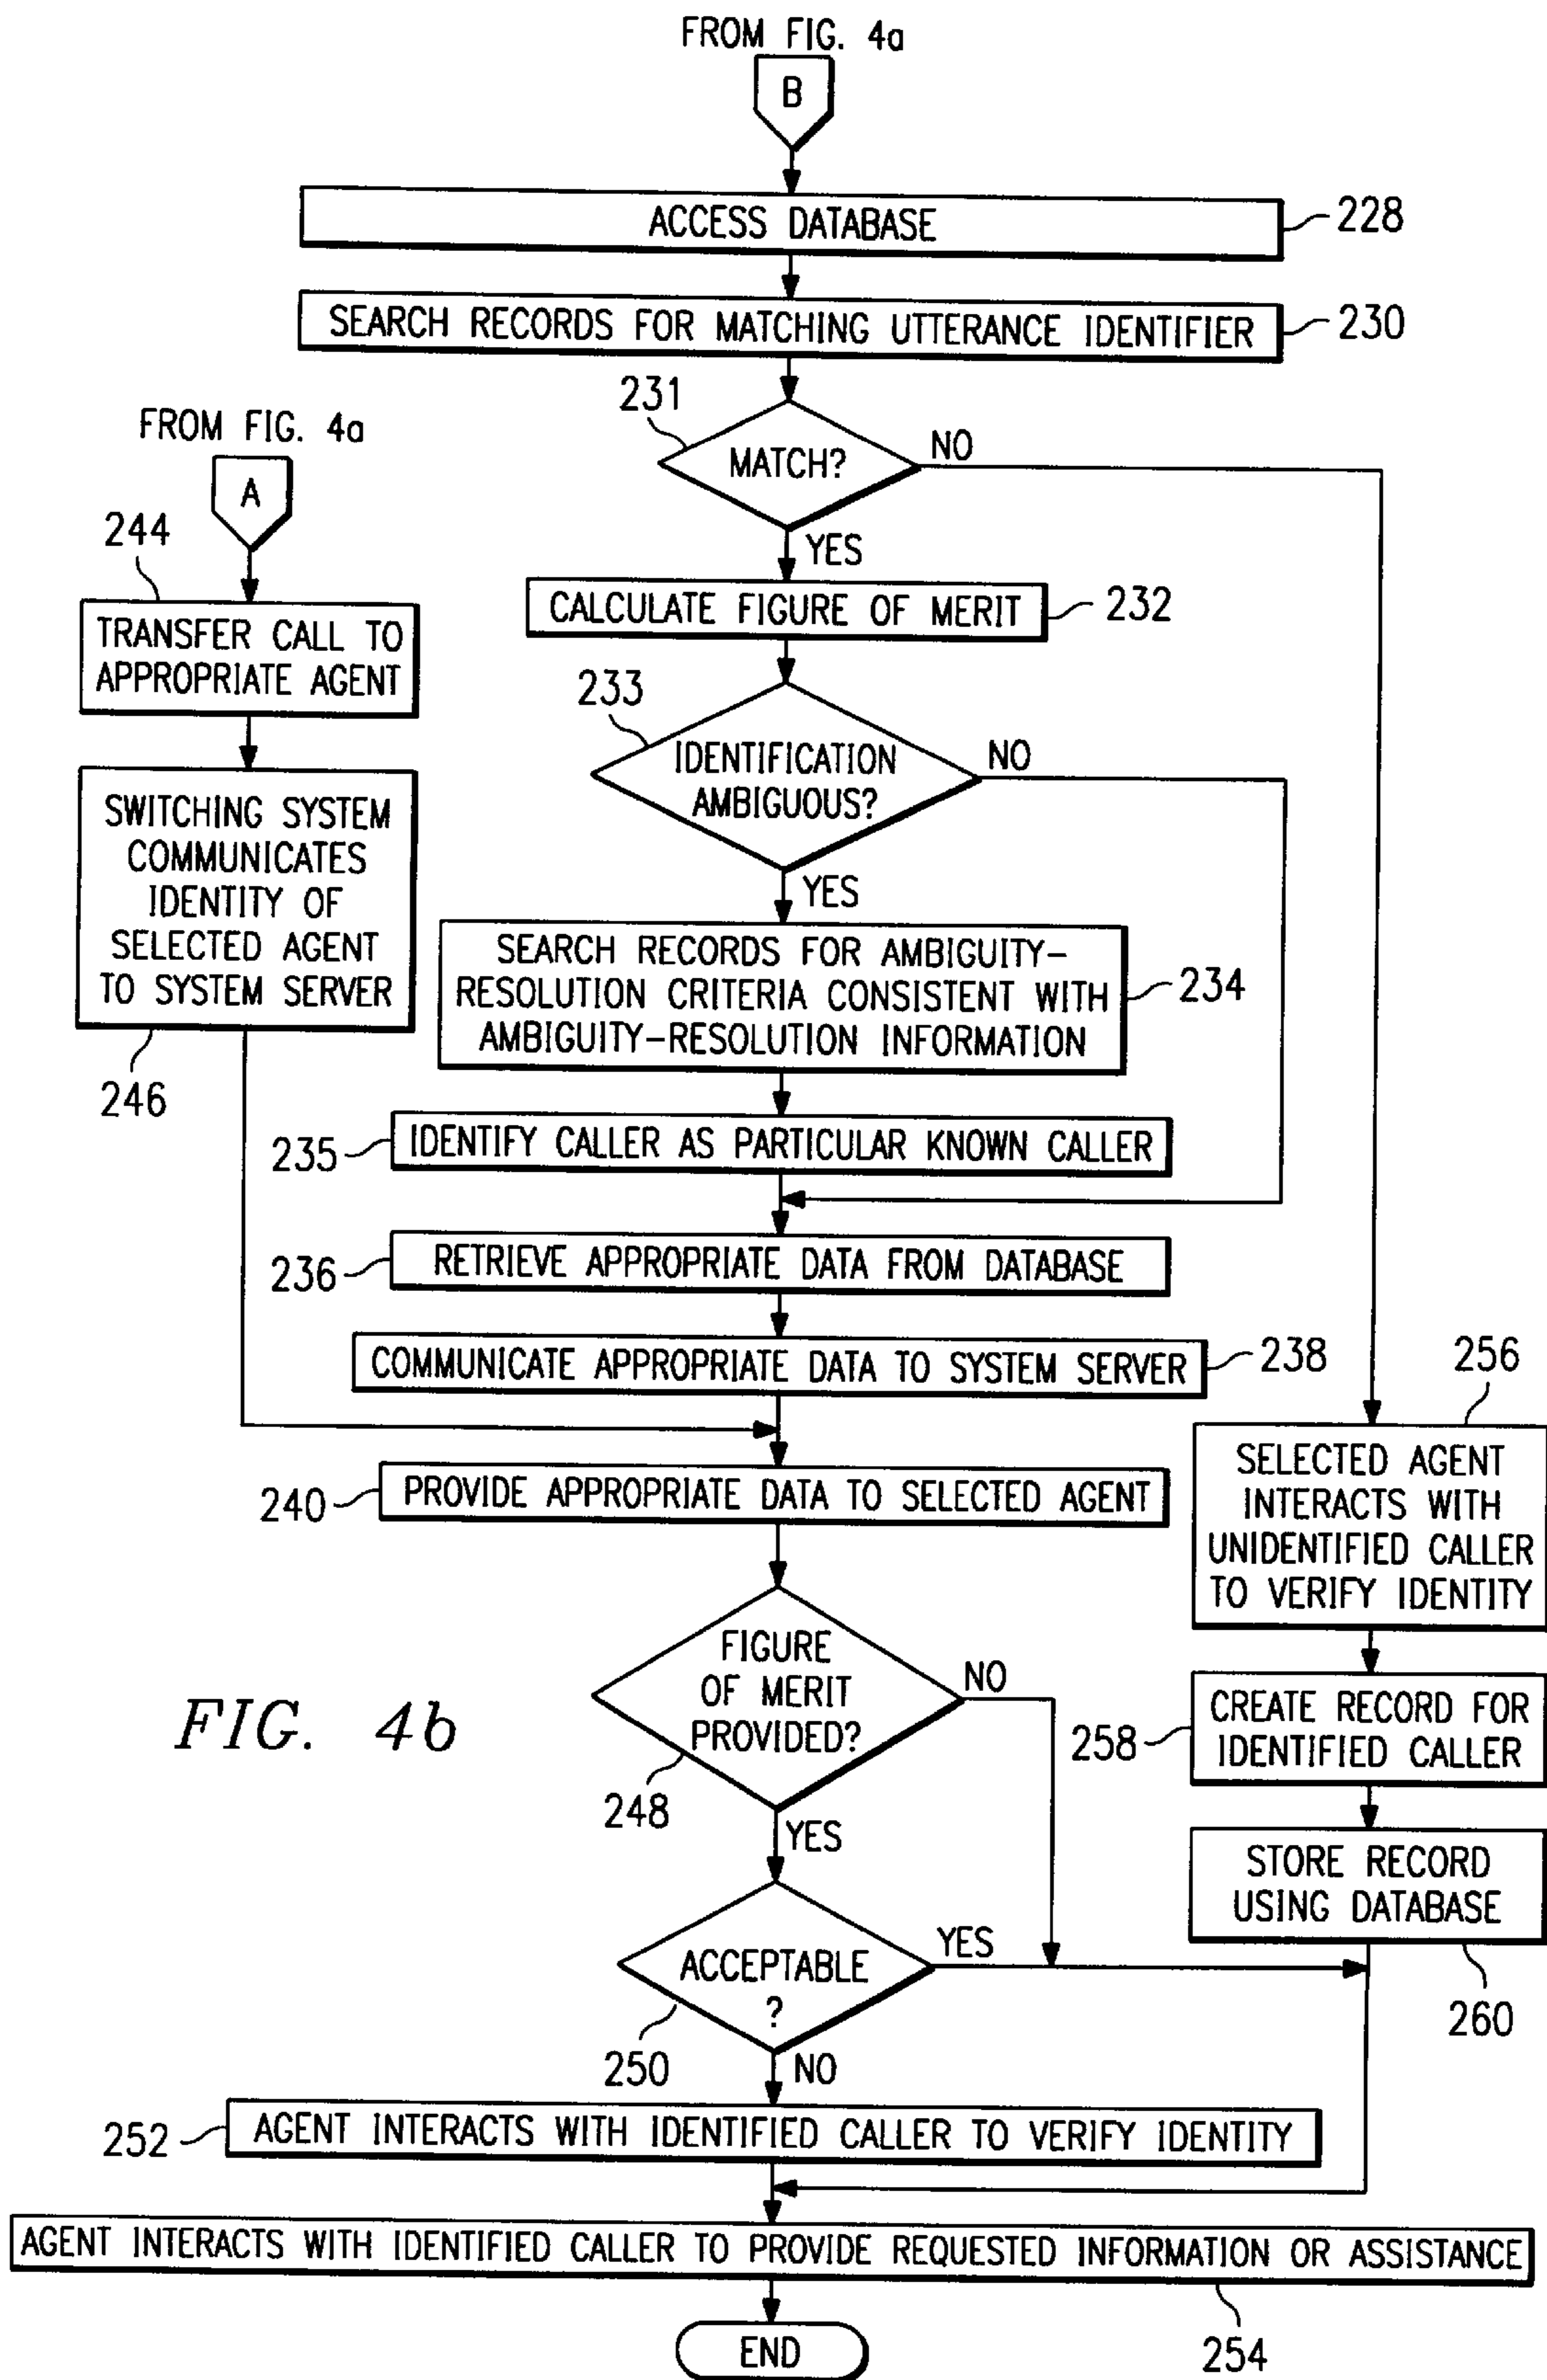 FROM FIG. 4a
B
ACCESS DATABASE
228
SEARCH RECORDS FOR MATCHING UTTERANCE IDENTIFIER
230
231
MATCH?
NO
YES
FROM FIG. 4a
A
244
TRANSFER CALL TO
APPROPRIATE AGENT
CALCULATE FIGURE OF MERIT
232
233
IDENTIFICATION
AMBIGUOUS?
NO
YES
SWITCHING SYSTEM
COMMUNICATES
IDENTITY OF
SELECTED AGENT
TO SYSTEM SERVER
246
SEARCH RECORDS FOR AMBIGUITY-
RESOLUTION CRITERIA CONSISTENT WITH
AMBIGUITY-RESOLUTION INFORMATION
234
235
IDENTIFY CALLER AS PARTICULAR KNOWN CALLER
236
RETRIEVE APPROPRIATE DATA FROM DATABASE
COMMUNICATE APPROPRIATE DATA TO SYSTEM SERVER
238
256
SELECTED AGENT
INTERACTS WITH
UNIDENTIFIED CALLER
TO VERIFY IDENTITY
240
PROVIDE APPROPRIATE DATA TO SELECTED AGENT
FIGURE
OF MERIT
PROVIDED?
NO
248
YES
FIG. 4b
258
CREATE RECORD FOR
IDENTIFIED CALLER
STORE RECORD
USING DATABASE
260
ACCEPTABLE
?
YES
250
NO
252
AGENT INTERACTS WITH IDENTIFIED CALLER TO VERIFY IDENTITY
AGENT INTERACTS WITH IDENTIFIED CALLER TO PROVIDE REQUESTED INFORMATION OR ASSISTANCE
254
END